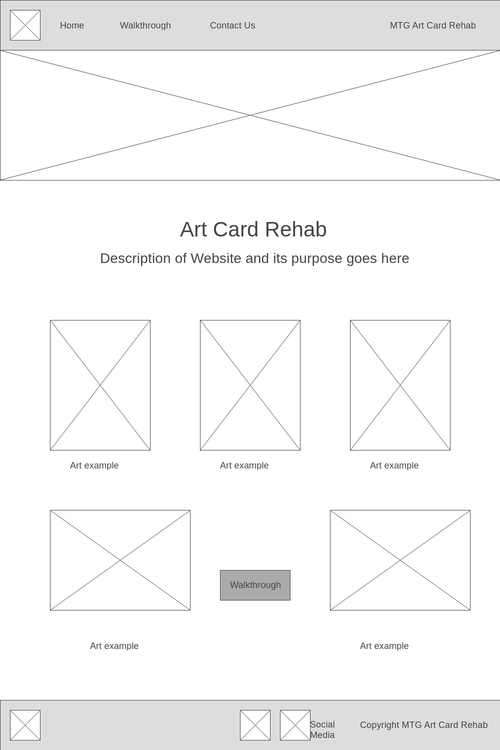 Home Walkthrough Contact Us MTG Art Card Rehab
Art Card Rehab
Description of Website and its purpose goes here
Art example Art example Art example
Walkthrough
Art example Art example
Social
Media
Copyright MTG Art Card Rehab